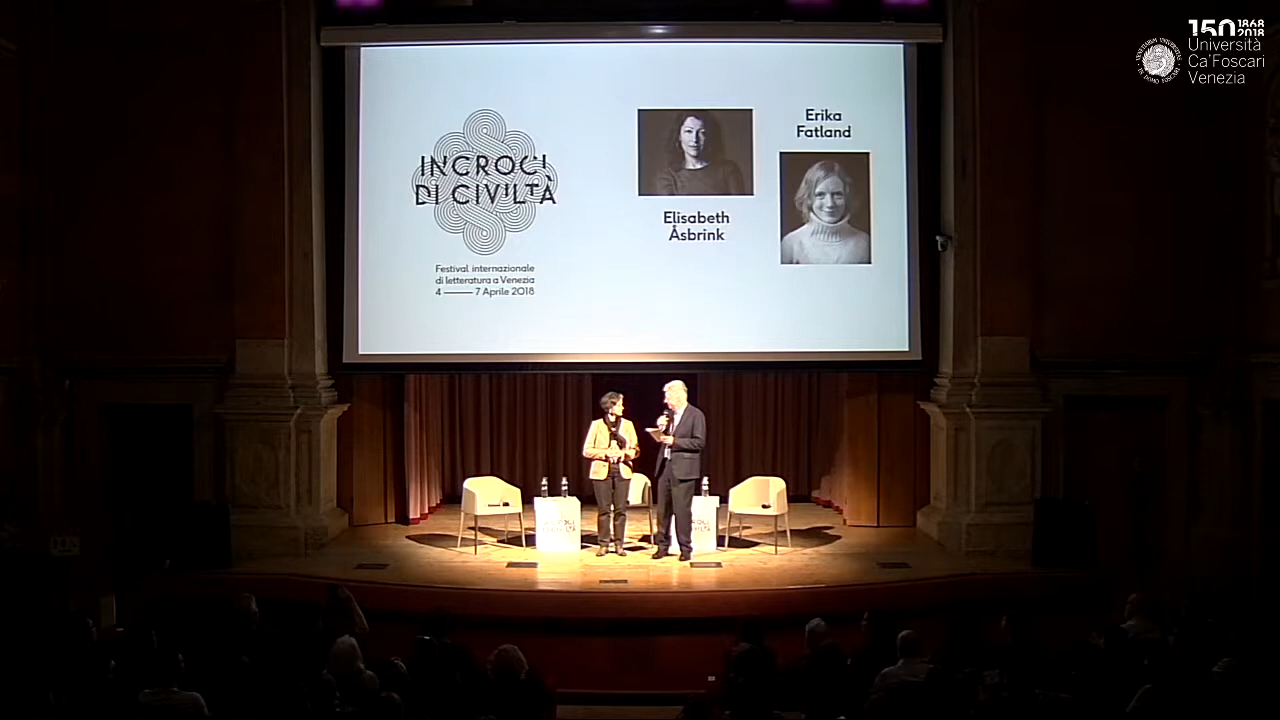 INCROCI
DI CIVILTÀ
Festival internazionale
di letteratura a Venezia
4 — 7 Aprile 2018
Elisabeth
Åsbrink
Erika
Fatland
150 1868
2018
Università
Ca'Foscari
Venezia